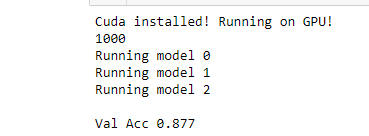 Cuda installed! Running on GPU!
1000
Running model 0
Running model 1
Running model 2
Val Acc 0.877